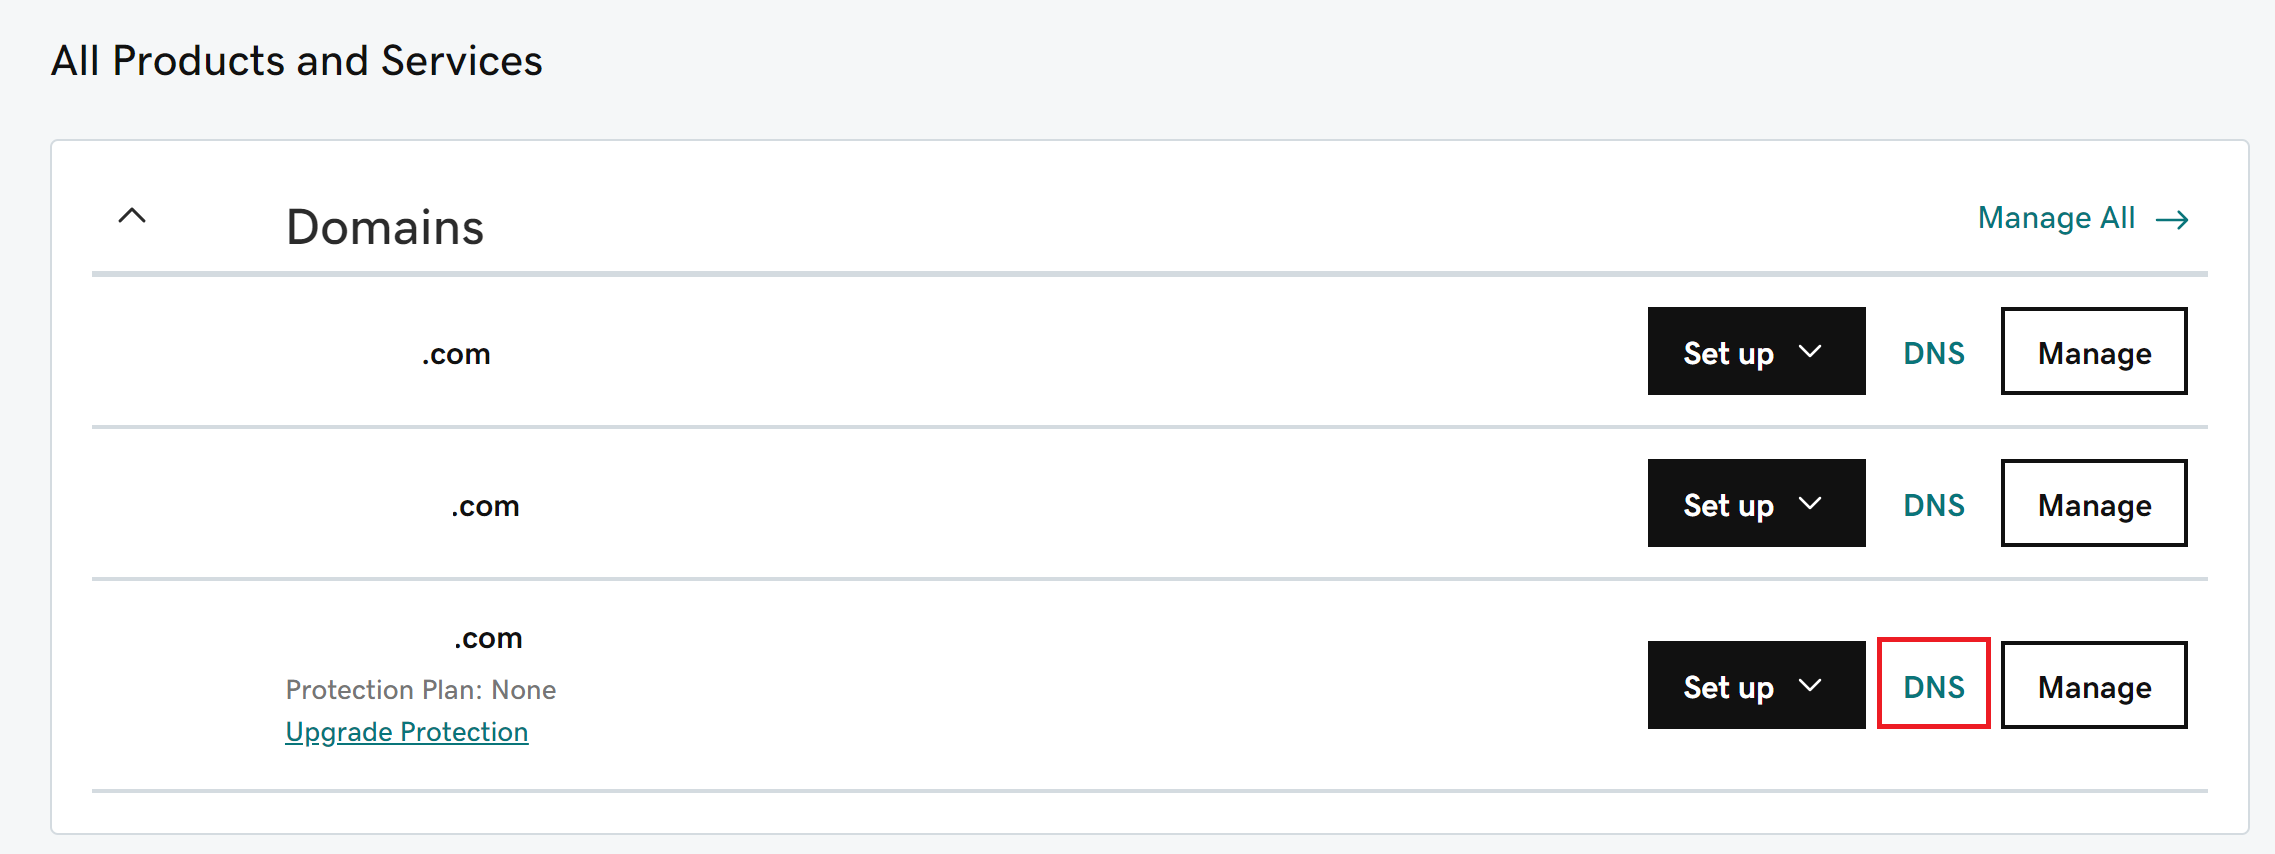 All Products and Services
Domains
Manage All →
.com
Set up DNS Manage
.com
Set up DNS Manage
.com
Protection Plan: None
Upgrade Protection
Set up DNS Manage